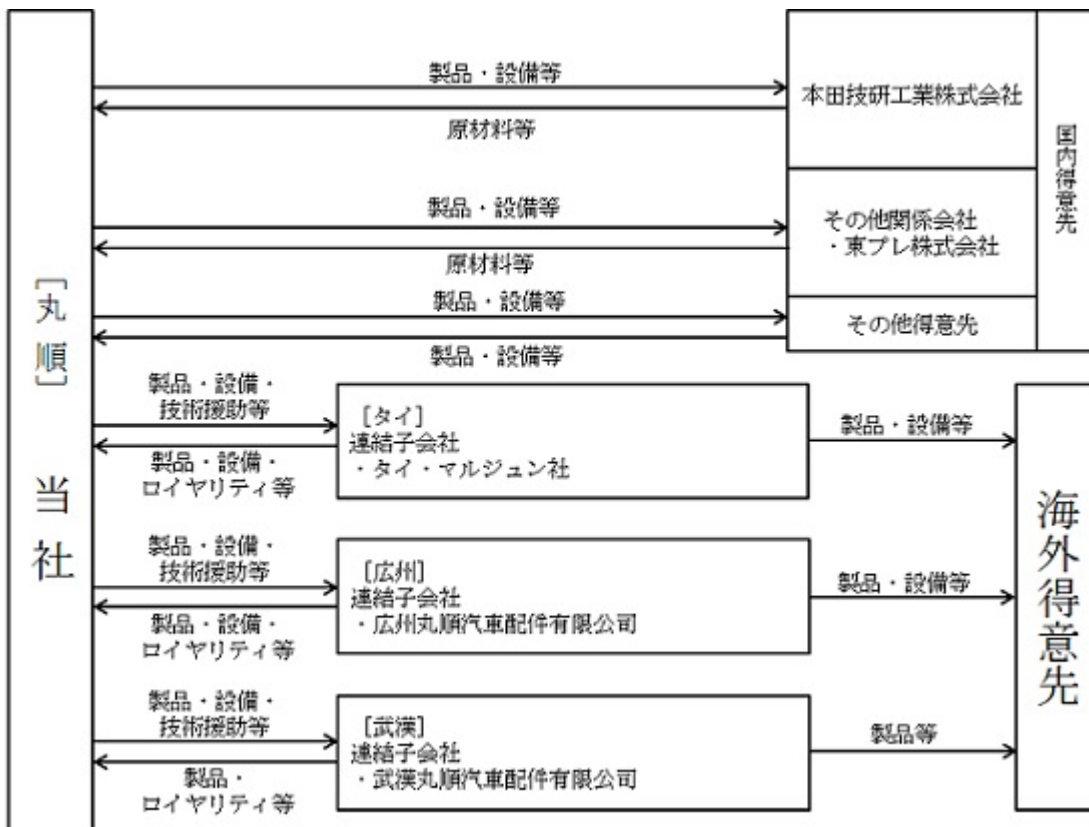 [丸順]
当社
製品・設備等
原材料等
本田技研工業株式会社
国内得意先
製品・設備等
原材料等
その他関係会社
・東プレ株式会社
製品・設備等
製品・設備等
その他得意先
製品・設備・
技術援助等
製品・設備・
ロイヤリティ等
[タイ]
連結子会社
・タイ・マルジュン社
製品・設備等
海外得意先
製品・設備・
技術援助等
製品・設備・
ロイヤリティ等
[広州]
連結子会社
・広州丸順汽車配件有限公司
製品・設備等
製品・設備・
技術援助等
製品・
ロイヤリティ等
[武漢]
連結子会社
・武漢丸順汽車配件有限公司
製品等